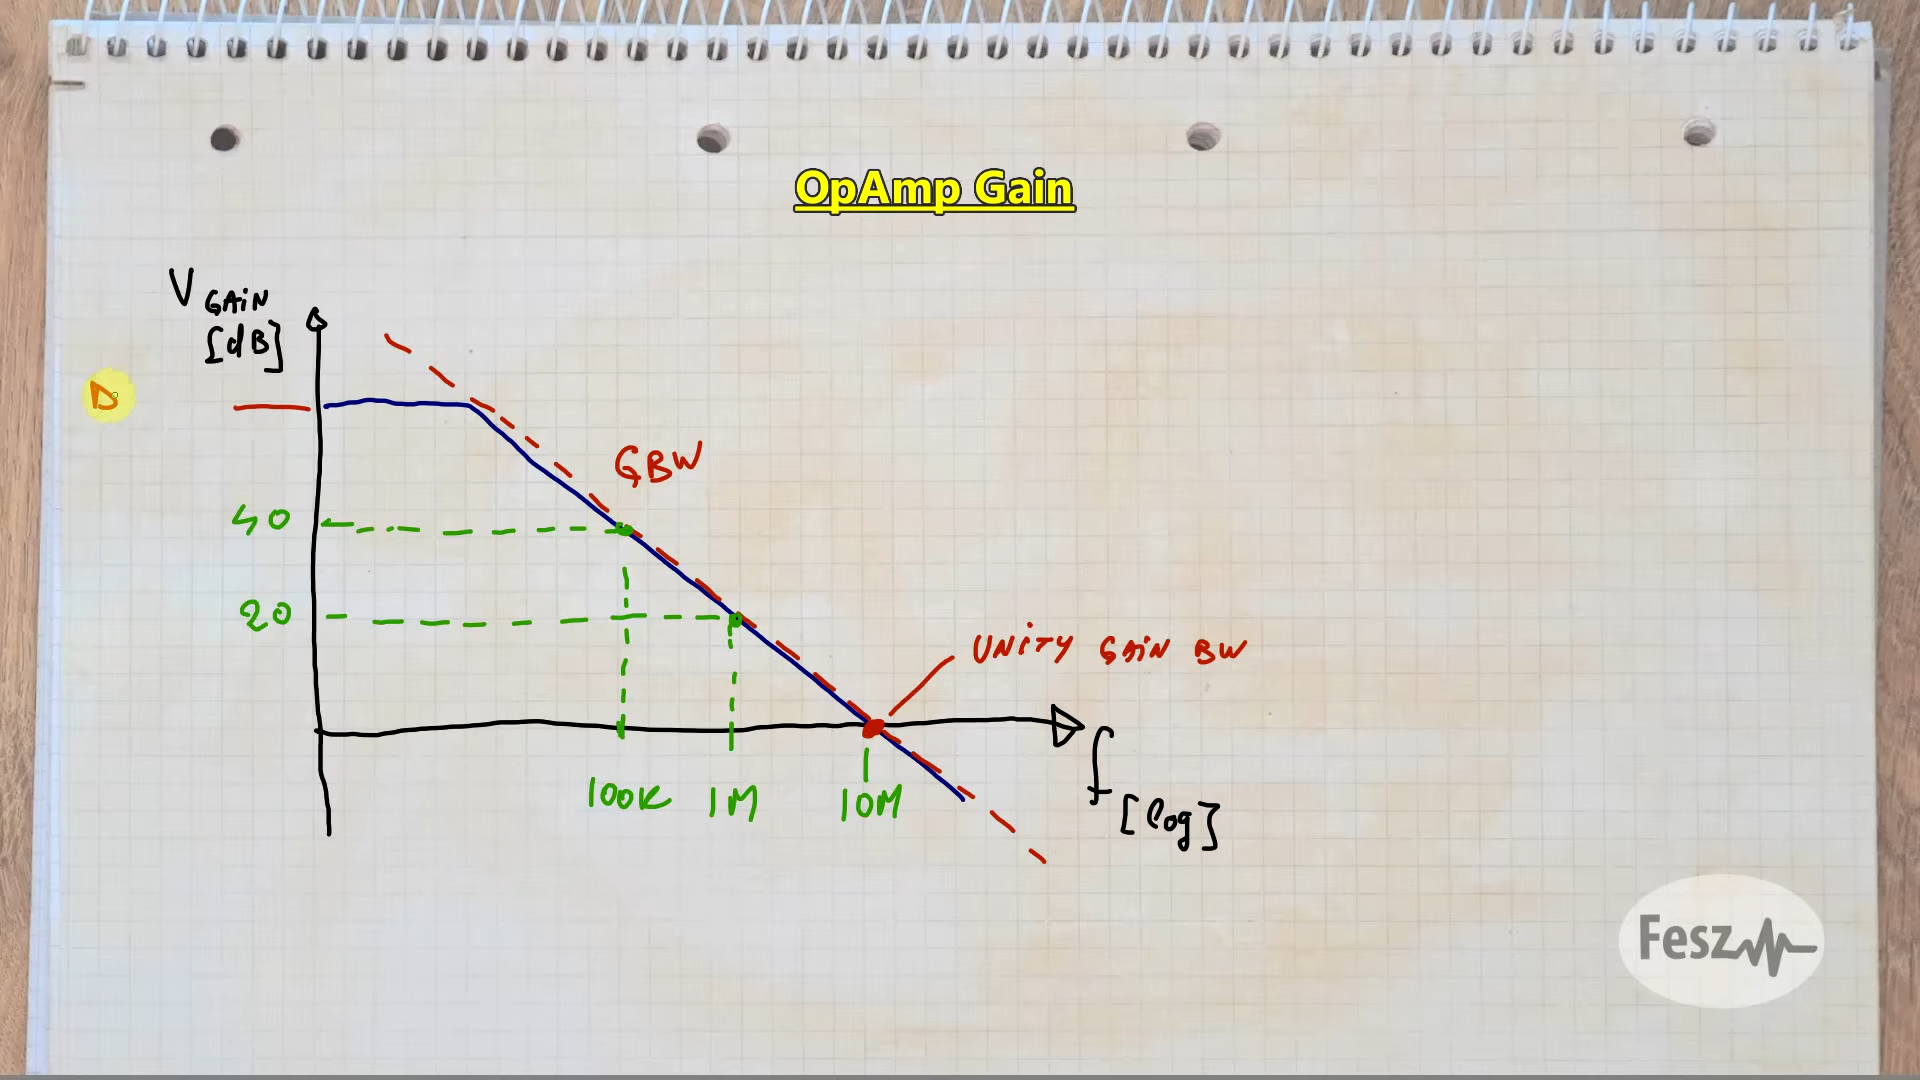 OpAmp Gain
V GAiN
[dB]
D
GBW
40
20
UNiTY GAiN BW
100K 1M 10M
f
[log]
Fesz